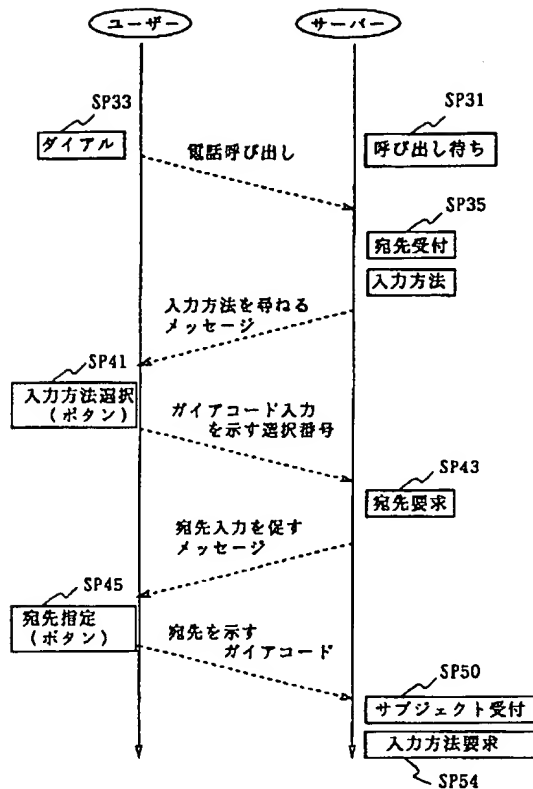 ユーザー
サーバー
SP33
ダイアル
SP31
呼び出し待ち
電話呼び出し
SP35
宛先受付
入力方法
入力方法を尋ねる
メッセージ
SP41
入力方法選択
(ボタン)
ガイアコード入力
を示す選択番号
SP43
宛先要求
宛先入力を促す
メッセージ
SP45
宛先指定
(ボタン)
宛先を示す
ガイアコード
SP50
サブジェクト受付
入力方法要求
SP54